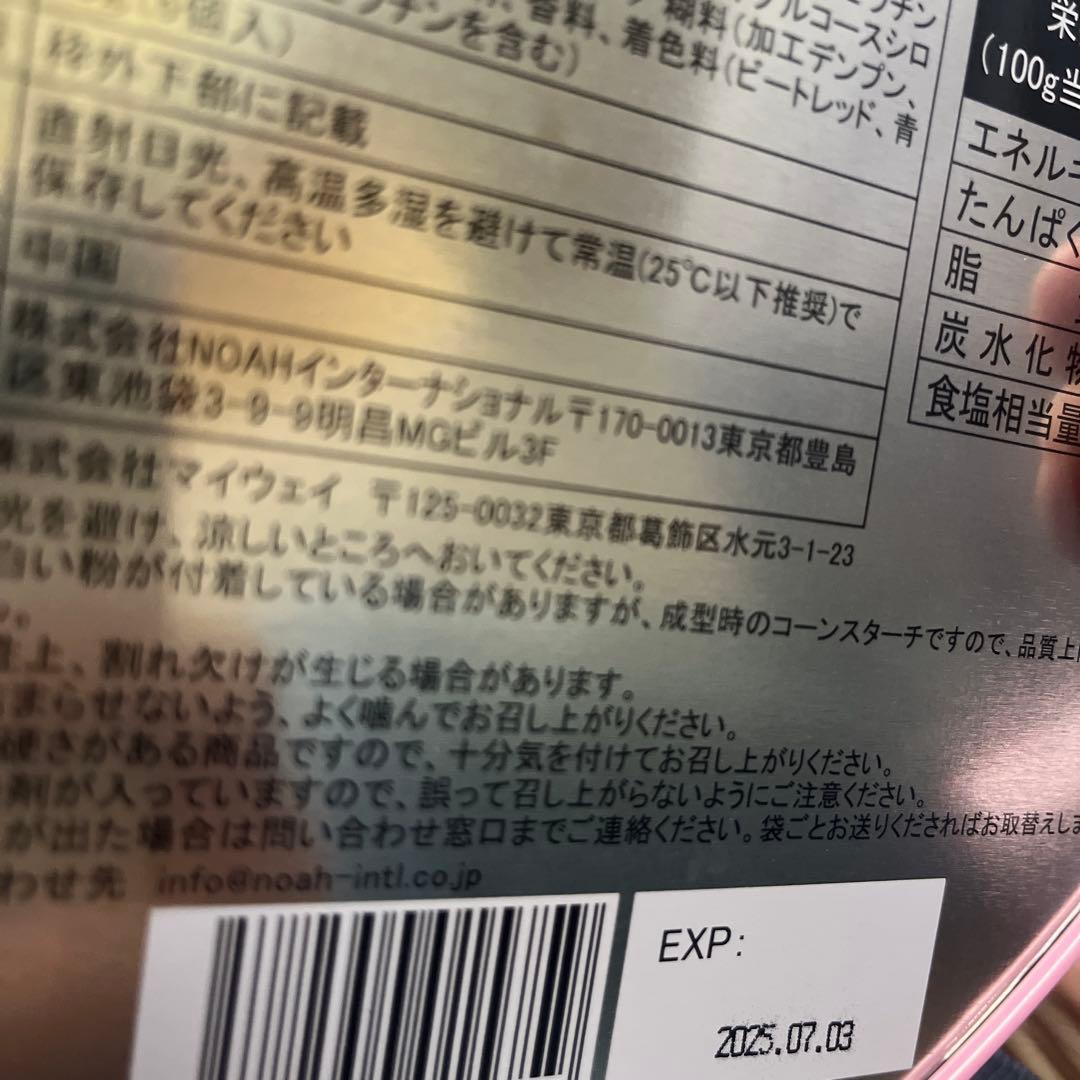 糊料(加工デンプン、
香料、着色料(ビートレッド、青
チンを含む)
個入)
枠外下部に記載
直射日光、高温多湿を避けて常温(25℃以下推奨)で
保存してください
中国
株式会社NOAHインターナショナル〒170-0013東京都豊島
区東池袋3-9-9明昌MGビル3F
株式会社マイウェイ 〒125-0032東京都葛飾区水元3-1-23
光を避け、涼しいところへおいてください。
白い粉が付着している場合がありますが、成型時のコーンスターチですので、品質上
上、割れ欠けが生じる場合があります。
まらせないよう、よく噛んでお召し上がりください。
硬さがある商品ですので、十分気を付けてお召し上がりください。
剤が入っていますので、誤って召し上がらないようにご注意ください。
が出た場合は問い合わせ窓口までご連絡ください。袋ごとお送りくださればお取替えしま
わせ先 info@noah-intl.co.jp
栄
(100g当
エネルギ
たんぱく
脂
炭水化物
食塩相当量
EXP:
2025.07.03